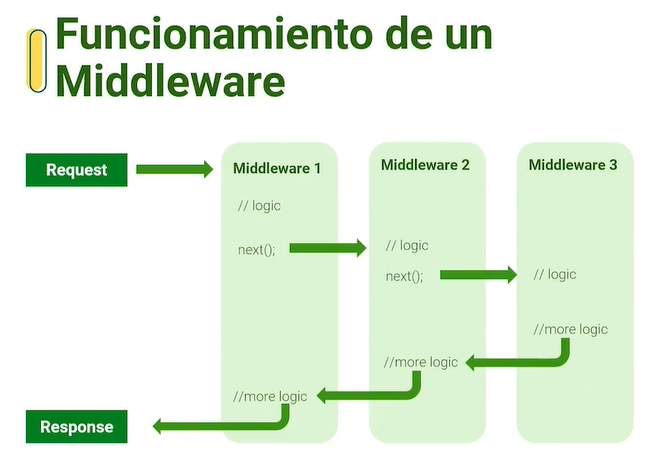 Funcionamiento de un
Middleware
Request
Middleware 1
// logic
next();
//more logic
Middleware 2
// logic
next();
//more logic
Middleware 3
// logic
//more logic
Response